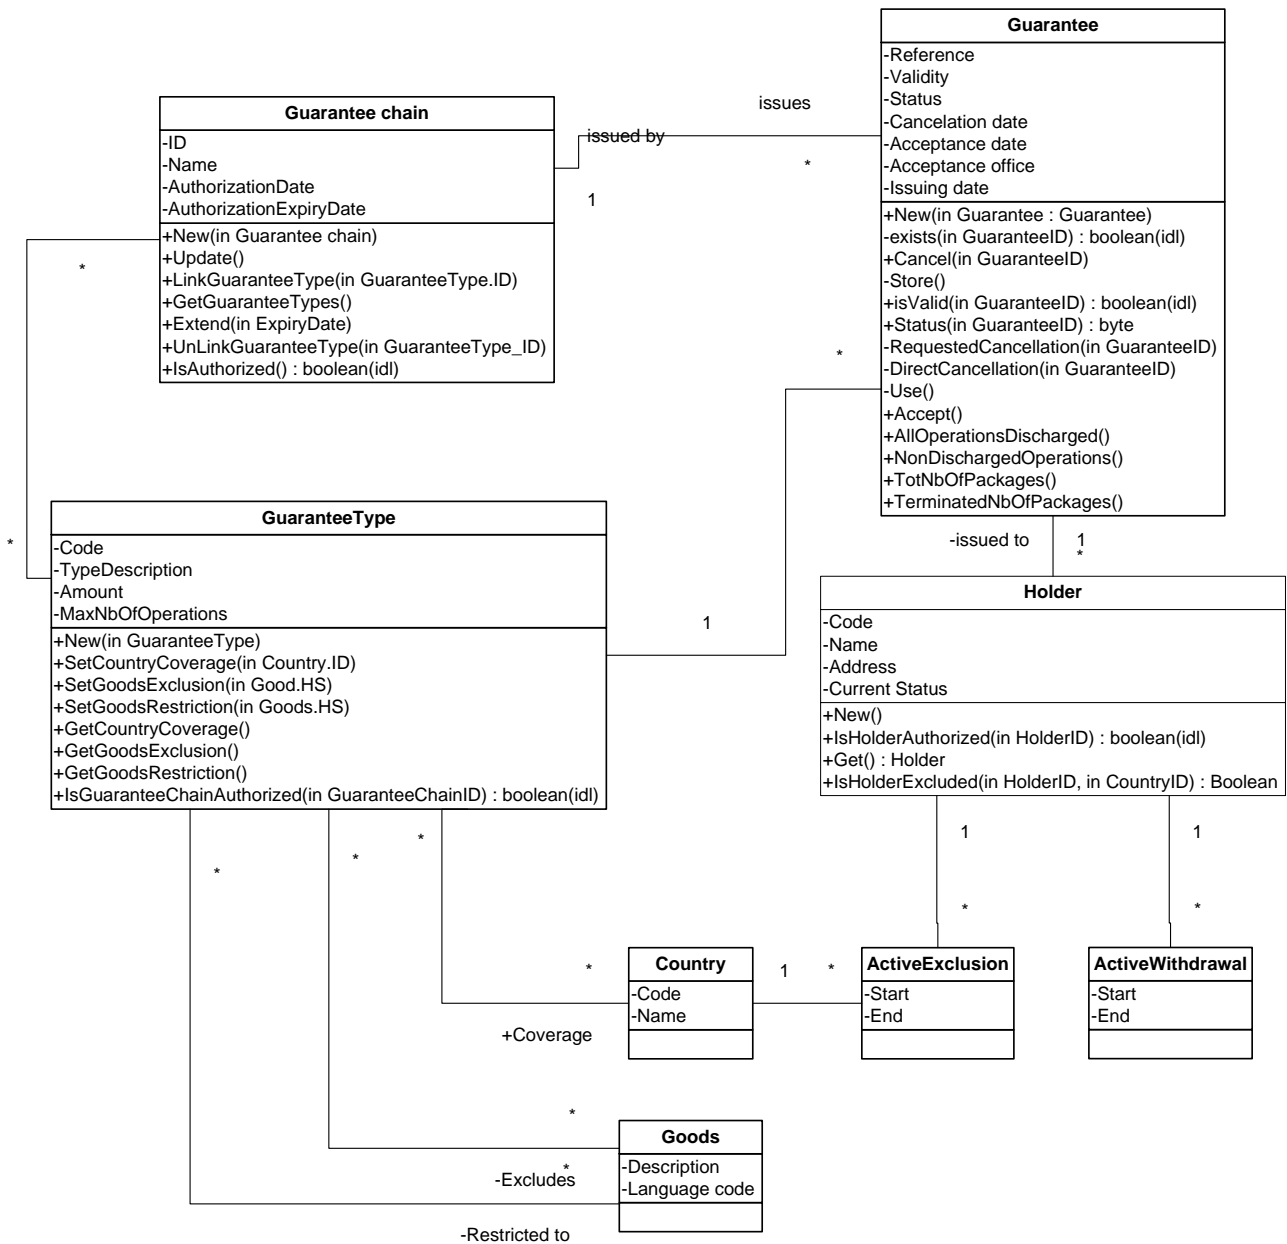 Guarantee
-Reference
-Validity
-Status
-Cancelation date
-Acceptance date
-Acceptance office
-Issuing date
+New(in Guarantee : Guarantee)
-exists(in GuaranteeID) : boolean(idl)
+Cancel(in GuaranteeID)
-Store()
+isValid(in GuaranteeID) : boolean(idl)
+Status(in GuaranteeID) : byte
-RequestedCancellation(in GuaranteeID)
-DirectCancellation(in GuaranteeID)
-Use()
+Accept()
+AllOperationsDischarged()
+NonDischargedOperations()
+TotNbOfPackages()
+TerminatedNbOfPackages()
issues
issued by
*
1
Guarantee chain
-ID
-Name
-AuthorizationDate
-AuthorizationExpiryDate
+New(in Guarantee chain)
+Update()
+LinkGuaranteeType(in GuaranteeType.ID)
+GetGuaranteeTypes()
+Extend(in ExpiryDate)
+UnLinkGuaranteeType(in GuaranteeType_ID)
+IsAuthorized() : boolean(idl)
*
*
*
1
GuaranteeType
-Code
-TypeDescription
-Amount
-MaxNbOfOperations
+New(in GuaranteeType)
+SetCountryCoverage(in Country.ID)
+SetGoodsExclusion(in Good.HS)
+SetGoodsRestriction(in Goods.HS)
+GetCountryCoverage()
+GetGoodsExclusion()
+GetGoodsRestriction()
+IsGuaranteeChainAuthorized(in GuaranteeChainID) : boolean(idl)
-issued to
1
*
Holder
-Code
-Name
-Address
-Current Status
+New()
+IsHolderAuthorized(in HolderID) : boolean(idl)
+Get() : Holder
+IsHolderExcluded(in HolderID, in CountryID) : Boolean
1
1
*
*
*
*
*
*
Country
-Code
-Name
1
*
ActiveExclusion
-Start
-End
ActiveWithdrawal
-Start
-End
+Coverage
*
Goods
-Description
-Language code
*
-Excludes
-Restricted to